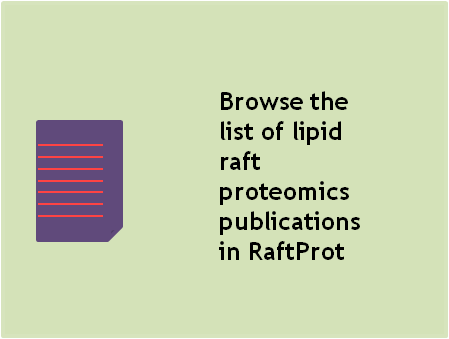 Browse the
list of lipid
raft
proteomics
publications
in RaftProt